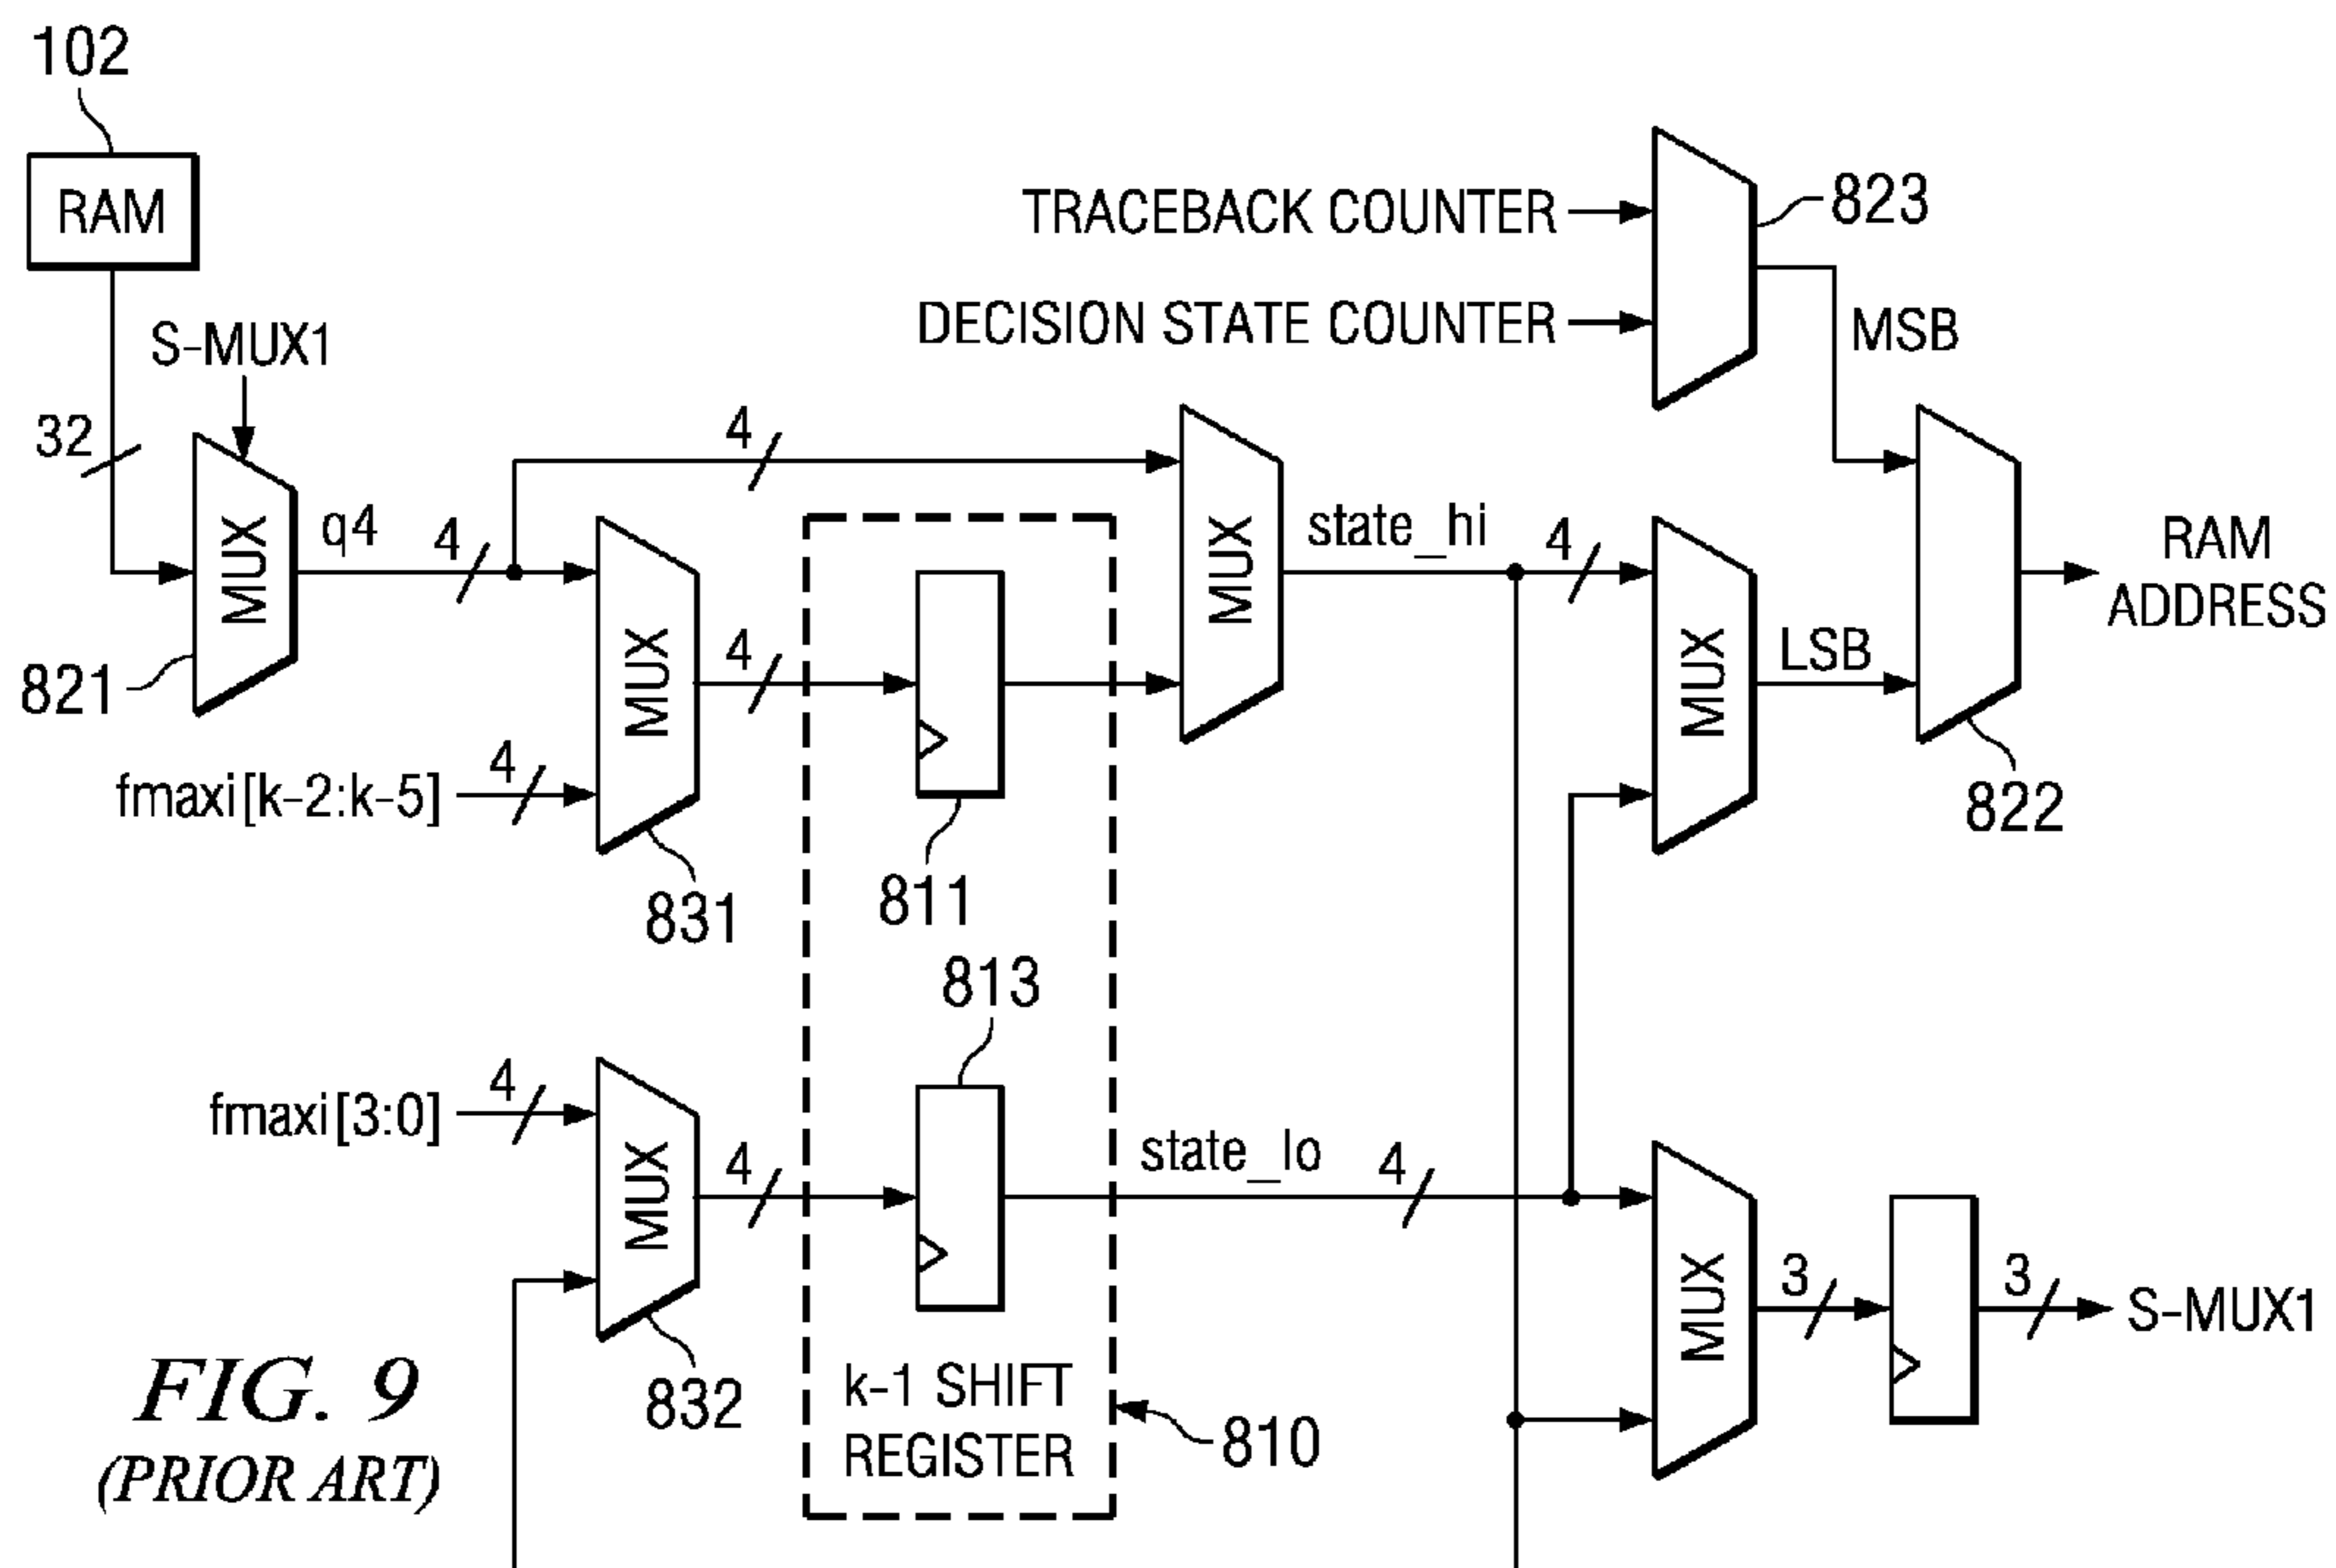 102
RAM
TRACEBACK COUNTER
823
DECISION STATE COUNTER
MSB
S-MUX1
32
4
MUX
q4
4
MUX
state_hi
4
RAM
ADDRESS
821
MUX
4
MUX
LSB
fmaxi[k-2:k-5]
4
822
831
811
813
fmaxi[3:0]
4
MUX
4
state_lo
4
MUX
3
3
S-MUX1
832
k-1 SHIFT
REGISTER
810
FIG. 9
(PRIOR ART)